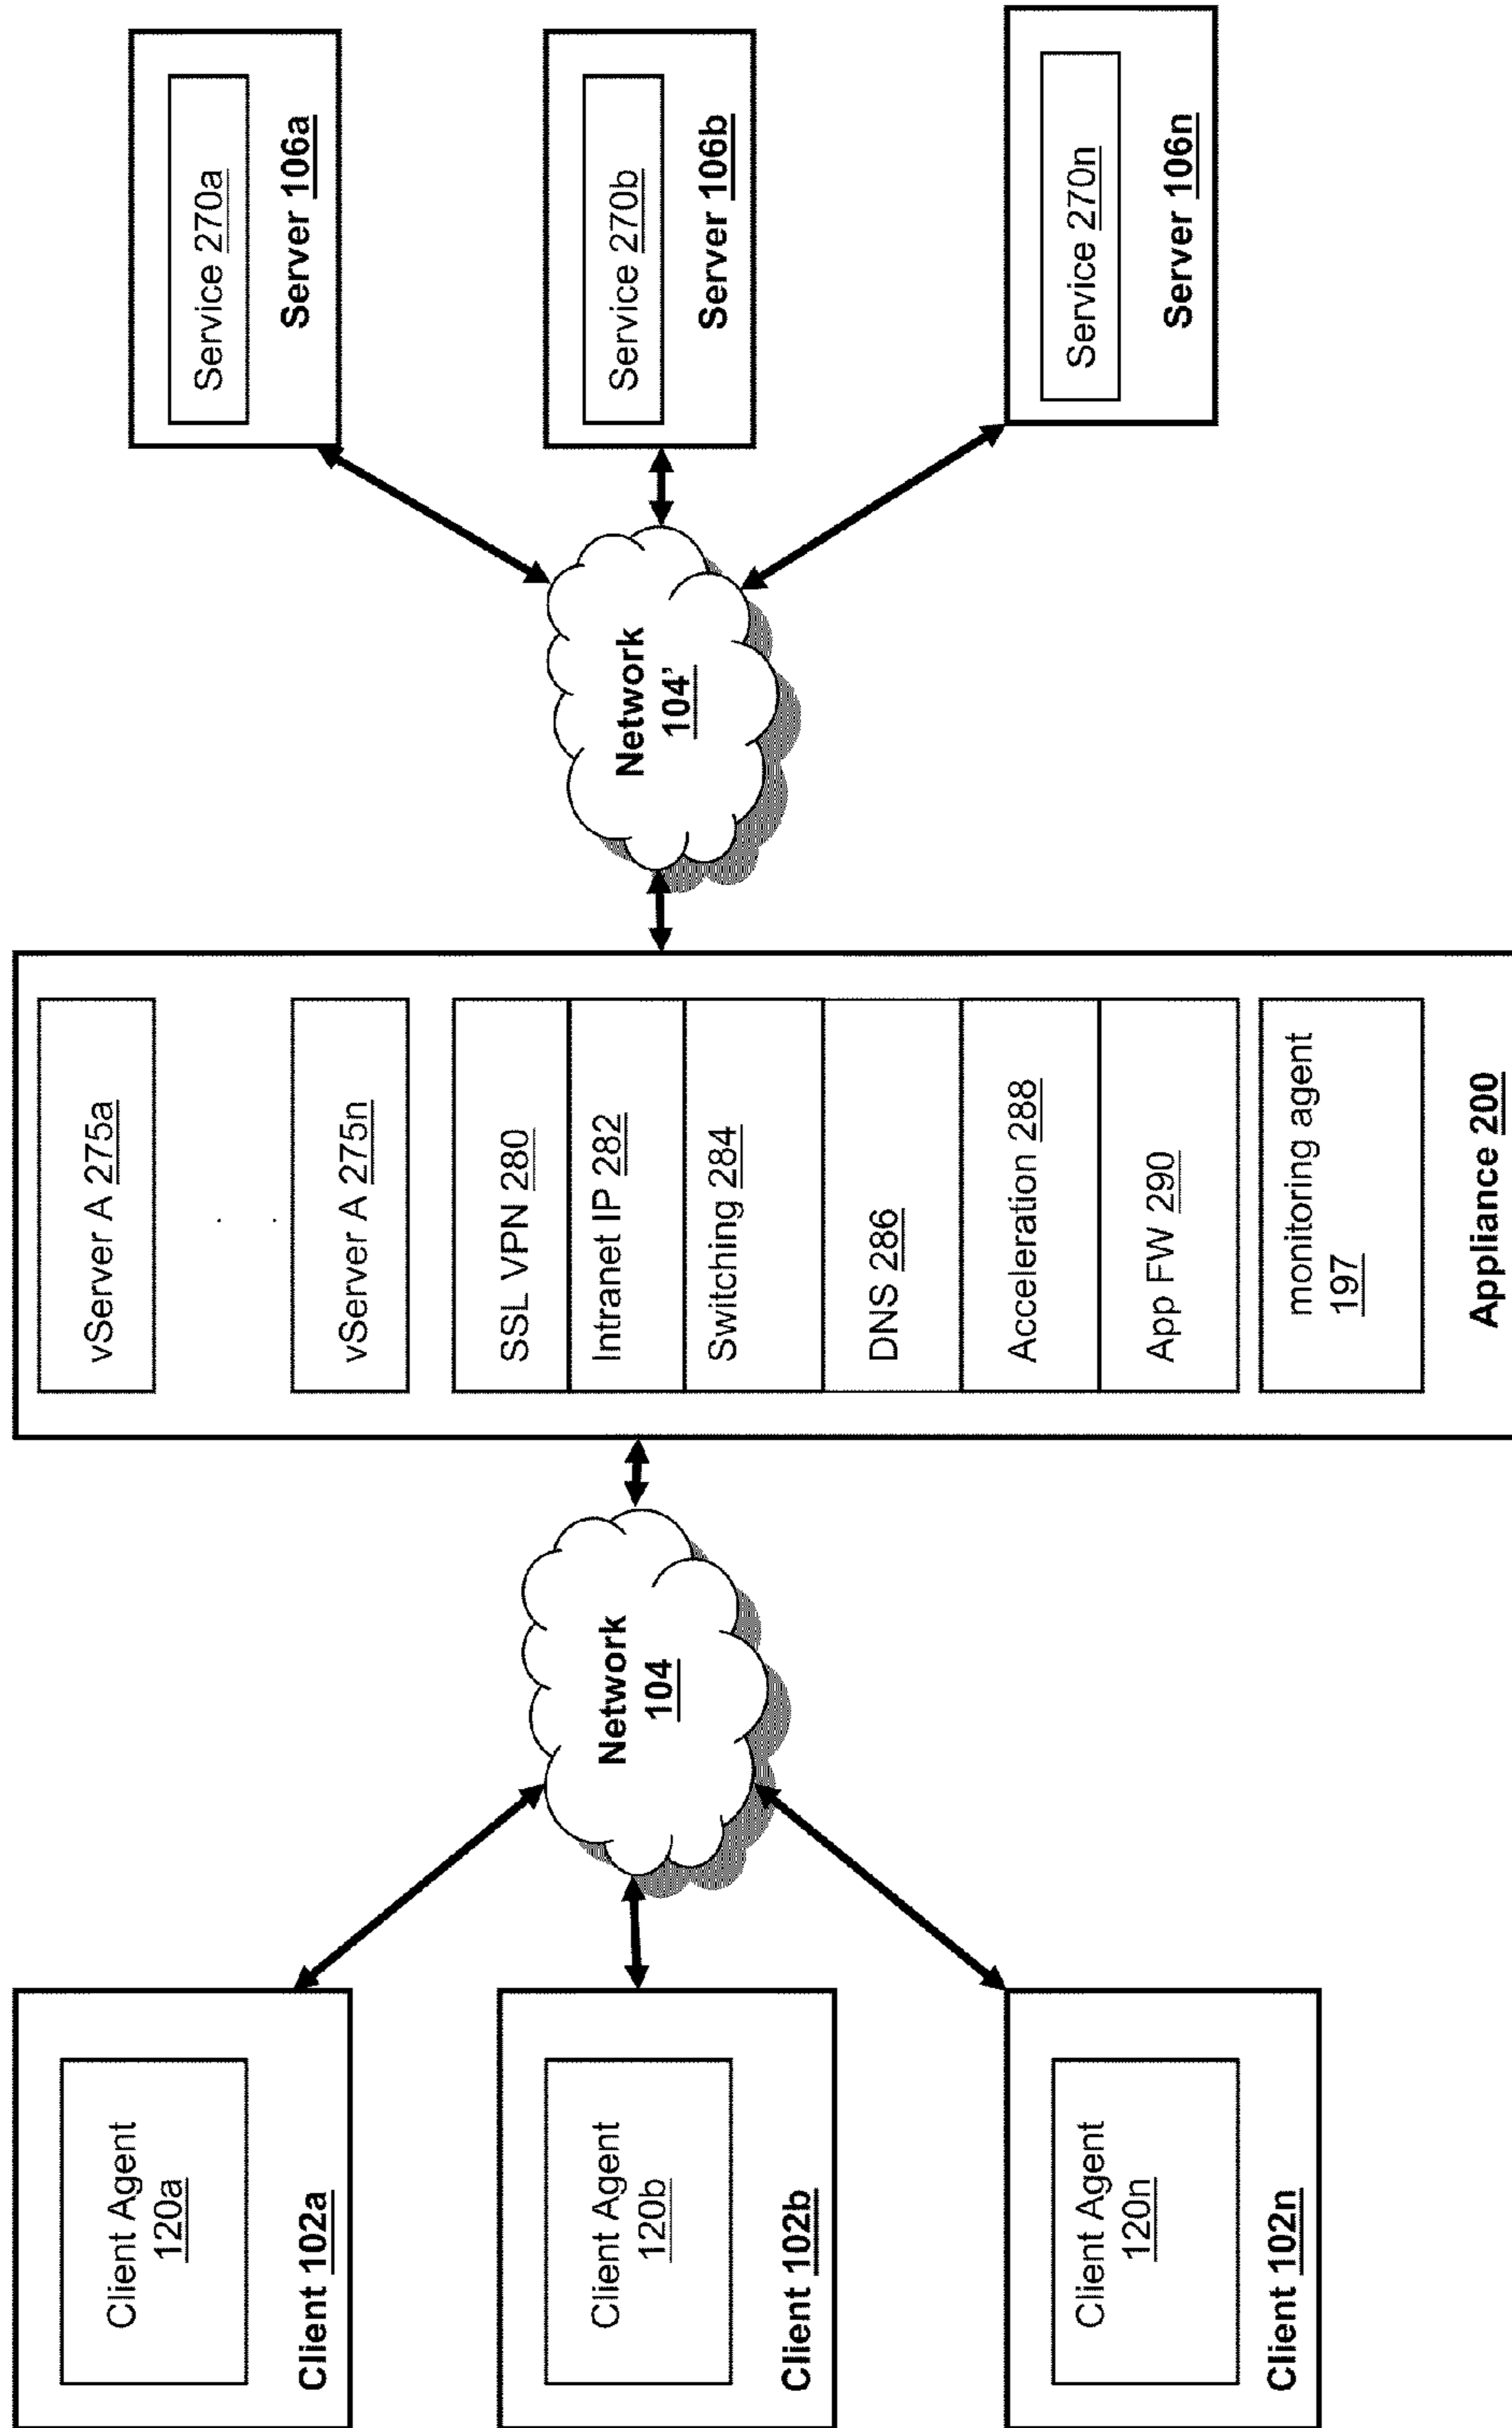 Client Agent
120a
Client 102a
Client Agent
120b
Client 102b
Client Agent
120n
Client 102n
Network
104
vServer A 275a
vServer A 275n
SSL VPN 280
Intranet IP 282
Switching 284
DNS 286
Acceleration 288
App FW 290
monitoring agent
197
Appliance 200
Network
104’
Service 270a
Server 106a
Service 270b
Server 106b
Service 270n
Server 106n